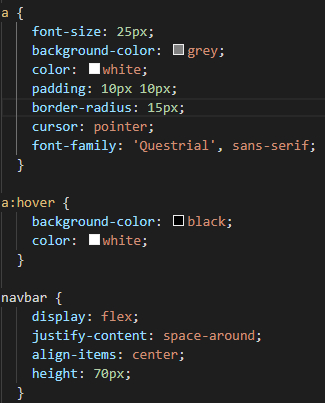 a {
font-size: 25px;
background-color: grey;
color: white;
padding: 10px 10px;
border-radius: 15px;
cursor: pointer;
font-family: 'Questrial', sans-serif;
}
a:hover {
background-color: black;
color: white;
}
navbar {
display: flex;
justify-content: space-around;
align-items: center;
height: 70px;
}